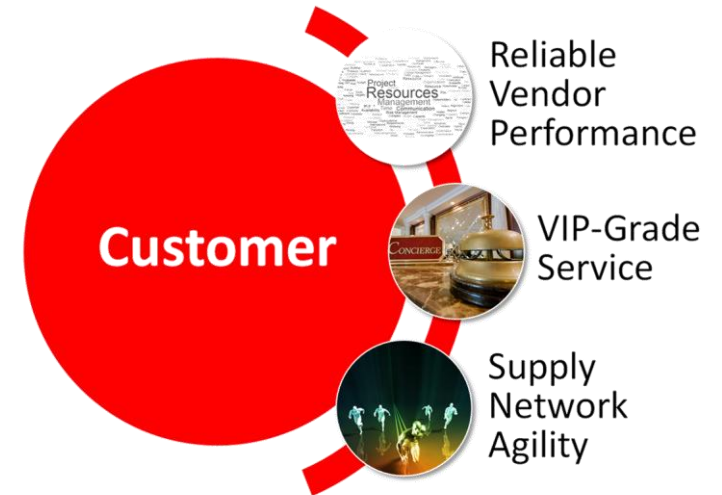 Customer
Project
Resources
Management
Communication
Reliable
Vendor
Performance
CONCIERGE
VIP-Grade
Service
Supply
Network
Agility